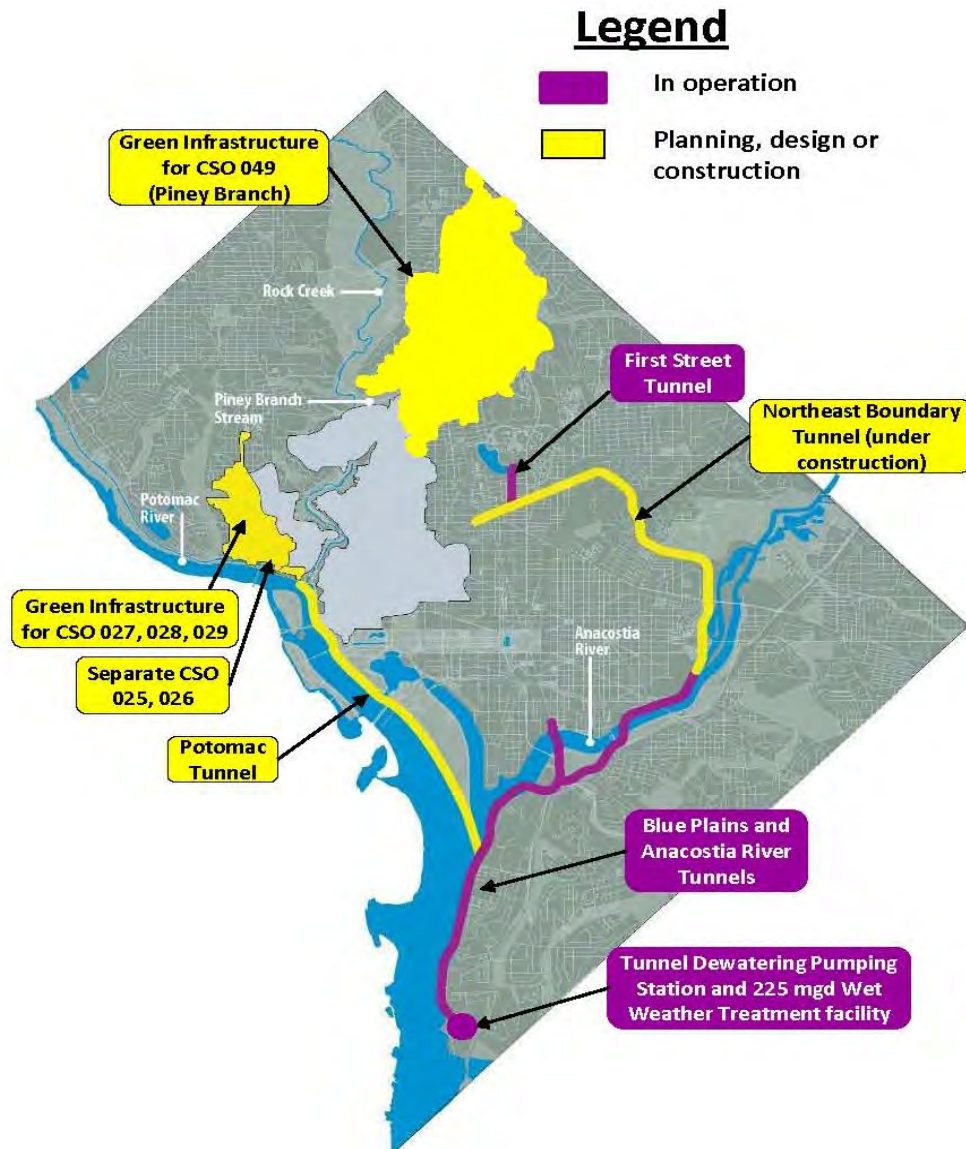 Legend
In operation
Planning, design or
construction
Green Infrastructure
for CSO 049
(Piney Branch)
Rock Creek
First Street
Tunnel
Piney Branch
Stream
Northeast Boundary
Tunnel (under
construction)
Potomac
River
Green Infrastructure
for CSO 027, 028, 029
Anacostia
River
Separate CSO
025, 026
Potomac
Tunnel
Blue Plains and
Anacostia River
Tunnels
Tunnel Dewatering Pumping
Station and 225 mgd Wet
Weather Treatment facility